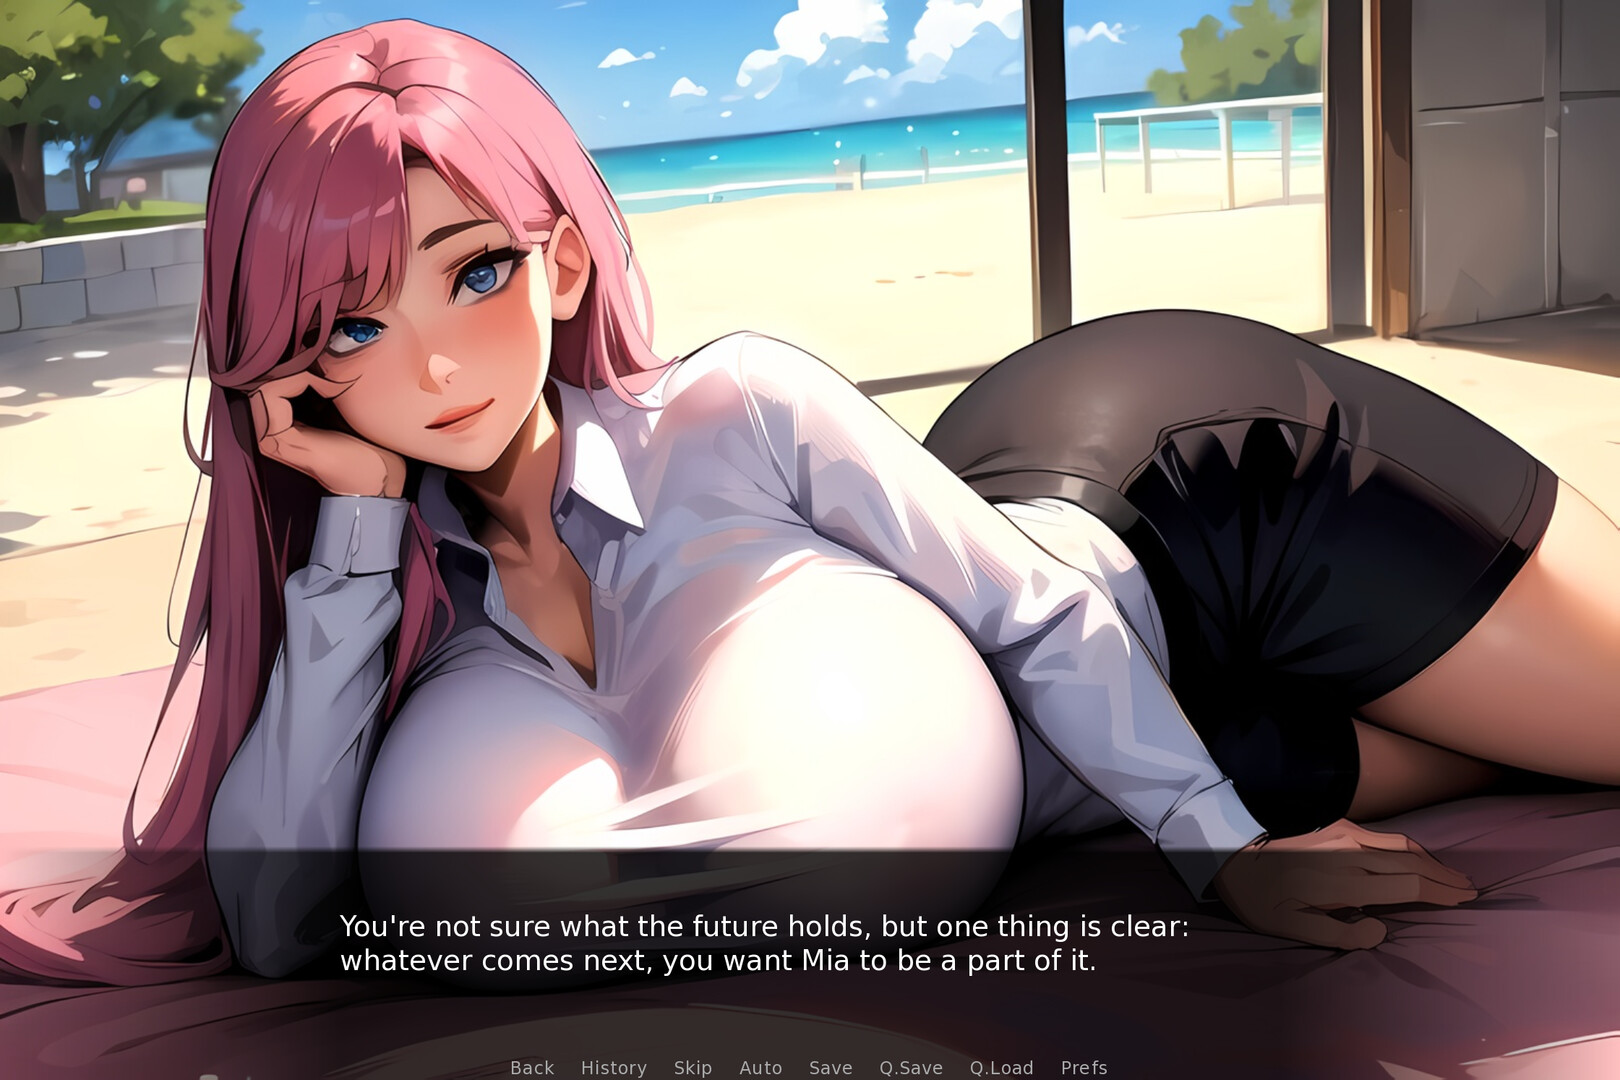 You're not sure what the future holds, but one thing is clear:
whatever comes next, you want Mia to be a part of it.
Back History Skip Auto Save Q.Save Q.Load Prefs